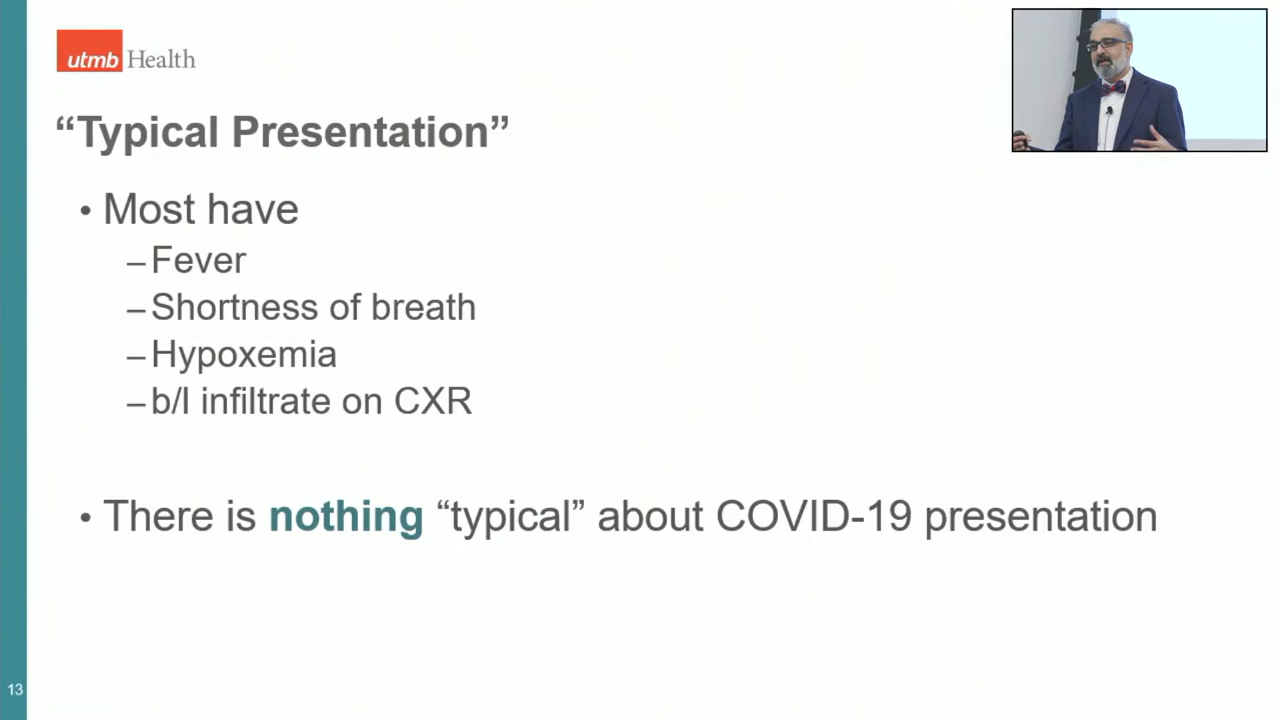 utmb Health
“Typical Presentation”
• Most have
– Fever
– Shortness of breath
– Hypoxemia
– b/l infiltrate on CXR
• There is nothing “typical” about COVID-19 presentation
13